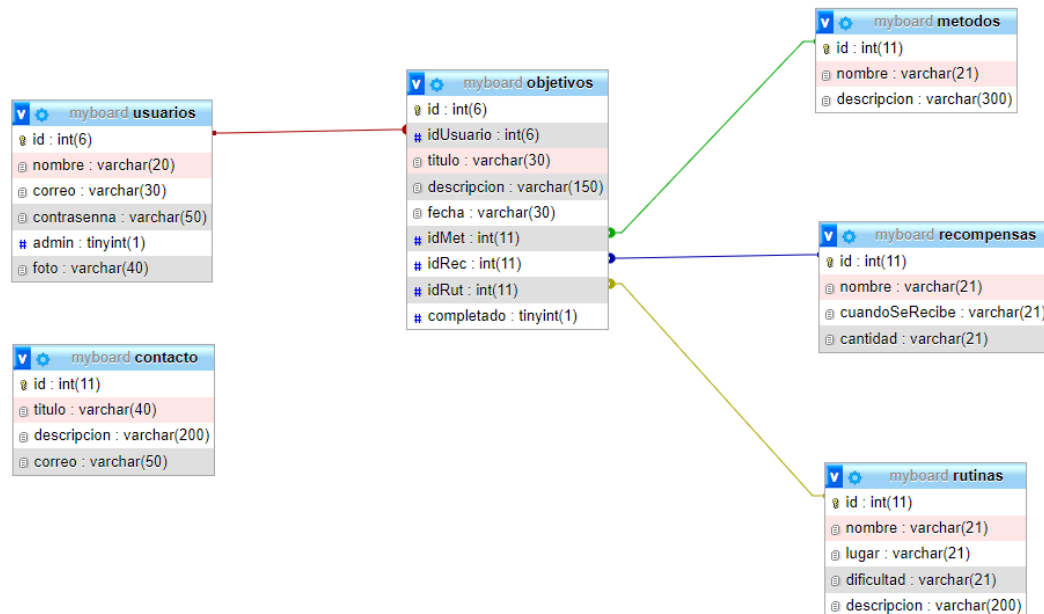 myboard usuarios
id : int(6)
nombre : varchar(20)
correo : varchar(30)
contrasenna : varchar(50)
admin : tinyint(1)
foto : varchar(40)
myboard contacto
id : int(11)
titulo : varchar(40)
descripcion : varchar(200)
correo : varchar(50)
myboard objetivos
id : int(6)
idUsuario : int(6)
titulo : varchar(30)
descripcion : varchar(150)
fecha : varchar(30)
idMet : int(11)
idRec : int(11)
idRut : int(11)
completado : tinyint(1)
myboard metodos
id : int(11)
nombre : varchar(21)
descripcion : varchar(300)
myboard recompensas
id : int(11)
nombre : varchar(21)
cuandoSeRecibe : varchar(21)
cantidad : varchar(21)
myboard rutinas
id : int(11)
nombre : varchar(21)
lugar : varchar(21)
dificultad : varchar(21)
descripcion : varchar(200)